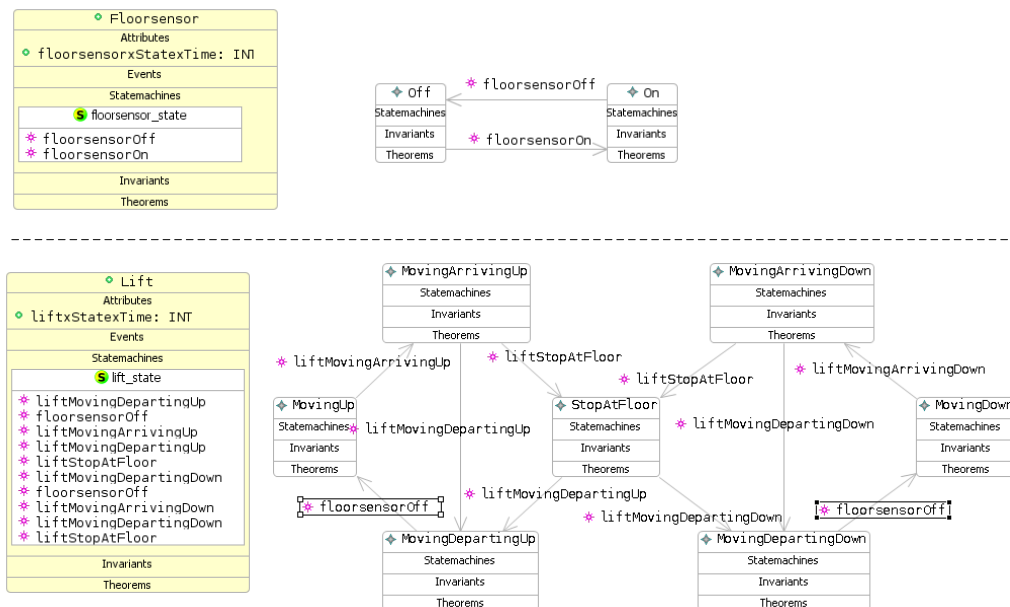 Floorsensor
Attributes
floorsensorxStatexTime: INT
Events
Statemachines
S floorsensor_state
floorsensorOff
floorsensorOn
Invariants
Theorems
Off
Statemachines
Invariants
Theorems
floorsensorOff
floorsensorOn
On
Statemachines
Invariants
Theorems
Lift
Attributes
liftxStatexTime: INT
Events
Statemachines
S lift_state
liftMovingDepartingUp
floorsensorOff
liftMovingArrivingUp
liftMovingDepartingUp
liftStopAtFloor
liftMovingDepartingDown
floorsensorOff
liftMovingArrivingDown
liftMovingDepartingDown
liftStopAtFloor
Invariants
Theorems
MovingArrivingUp
Statemachines
Invariants
Theorems
MovingArrivingDown
Statemachines
Invariants
Theorems
liftMovingArrivingUp
liftStopAtFloor
liftStopAtFloor
liftMovingArrivingDown
MovingUp
Statemachines
Invariants
Theorems
liftMovingDepartingUp
StopAtFloor
Statemachines
Invariants
Theorems
liftMovingDepartingDown
MovingDown
Statemachines
Invariants
Theorems
floorsensorOff
liftMovingDepartingUp
liftMovingDepartingDown
floorsensorOff
MovingDepartingUp
Statemachines
Invariants
Theorems
MovingDepartingDown
Statemachines
Invariants
Theorems